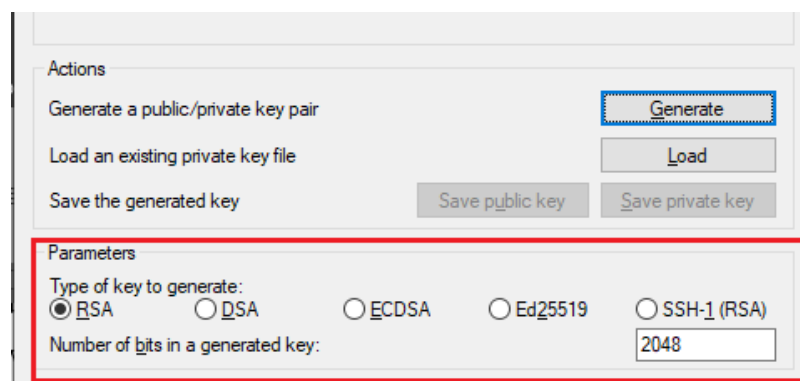 Actions
Generate a public/private key pair Generate
Load an existing private key file Load
Save the generated key Save public key Save private key
Parameters
Type of key to generate:
RSA DSA ECDSA Ed25519 SSH-1 (RSA)
Number of bits in a generated key: 2048